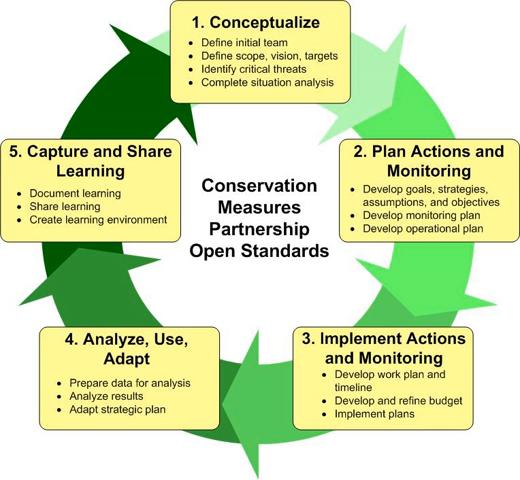 1. Conceptualize
• Define initial team
• Define scope, vision, targets
• Identify critical threats
• Complete situation analysis
2. Plan Actions and
Monitoring
• Develop goals, strategies,
assumptions, and objectives
• Develop monitoring plan
• Develop operational plan
3. Implement Actions
and Monitoring
• Develop work plan and
timeline
• Develop and refine budget
• Implement plans
4. Analyze, Use,
Adapt
• Prepare data for analysis
• Analyze results
• Adapt strategic plan
5. Capture and Share
Learning
• Document learning
• Share learning
• Create learning environment
Conservation
Measures
Partnership
Open Standards